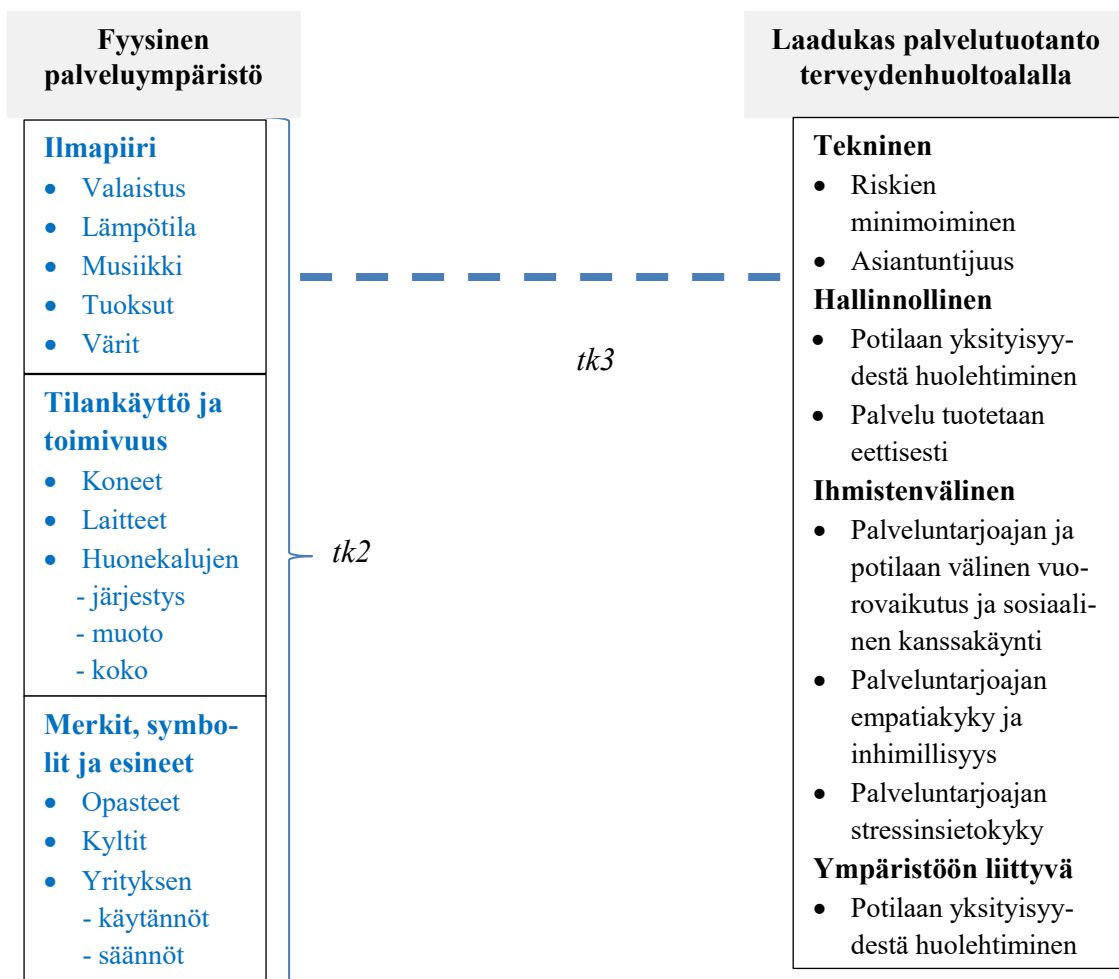 Fyysinen
palveluympäristö
Ilmapiiri
• Valaistus
• Lämpötila
• Musiikki
• Tuoksut
• Värit
Tilankäyttö ja
toimivuus
• Koneet
• Laitteet
• Huonekalujen
- järjestys
- muoto
- koko
Merkit, symbo-
lit ja esineet
• Opasteet
• Kyltit
• Yrityksen
- käytännöt
- säännöt
tk2
tk3
Laadukas palvelutuotanto
terveydenhuoltoalalla
Tekninen
• Riskien
minimoiminen
• Asiantuntijuus
Hallinnollinen
• Potilaan yksityisyy-
destä huolehtiminen
• Palvelu tuotetaan
eettisesti
Ihmistenvälinen
• Palveluntarjoajan ja
potilaan välinen vuo-
rovaikutus ja sosiaali-
nen kanssakäynti
• Palveluntarjoajan
empatiakyky ja
inhimillisyys
• Palveluntarjoajan
stressinsietokyky
Ympäristöön liittyvä
• Potilaan yksityisyy-
destä huolehtiminen